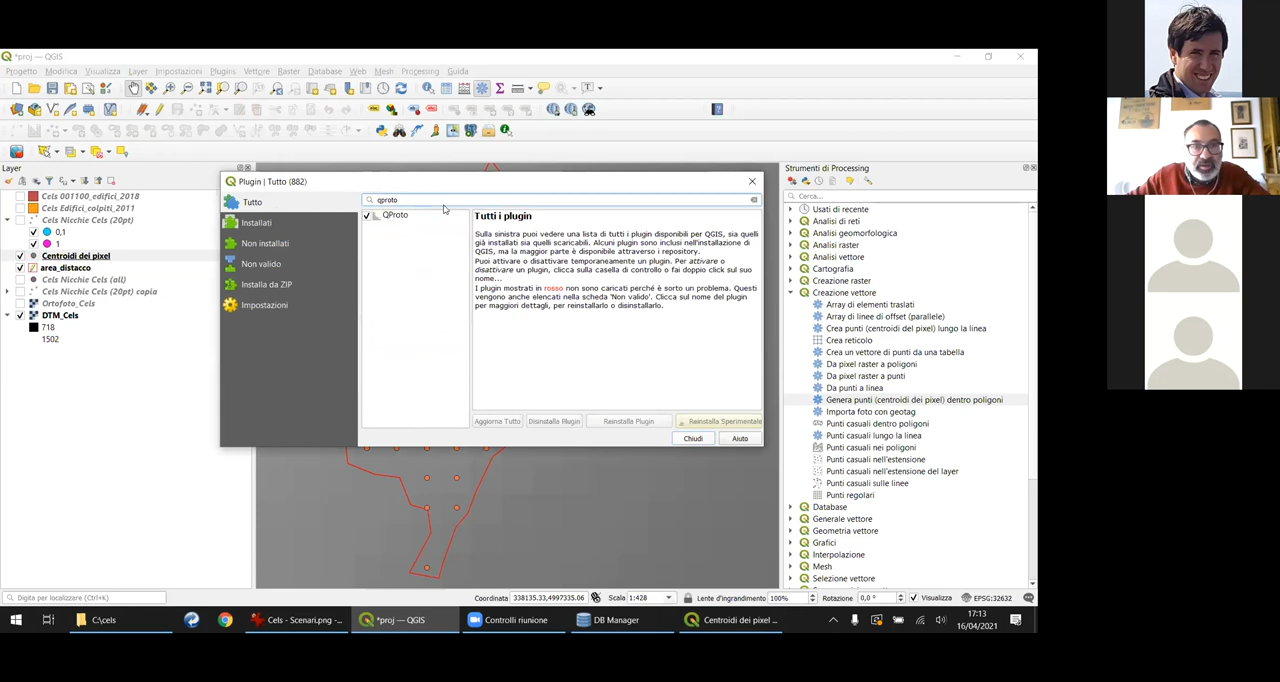 *proj — QGIS
Progetto Modifica Visualizza Layer Impostazioni Plugins Vettore Raster Database Web Mesh Processing Guida
Layer
Cels 001100_edifici_2018
Cels edifici_colpiti_2011
Cels Nicchie Cels (20pt)
0,1
1
Centroidi dei pixel
area_distacco
Cels Nicchie Cels (all)
Cels Nicchie Cels (20pt) copia
Ortofoto_Cels
DTM_Cels
718
1502
Plugin | Tutto (882)
Tutto
Installati
Non installati
Non valido
Installa da ZIP
Impostazioni
qproto
QProto
Tutti i plugin
Sulla sinistra puoi vedere una lista di tutti i plugin disponibili per QGIS, sia quelli
già installati sia quelli scaricabili. Alcuni plugin sono inclusi nell'installazione di
QGIS, ma la maggior parte è disponibile attraverso i repository.
Puoi attivare o disattivare temporaneamente un plugin. Per attivare o
disattivare un plugin, clicca sulla casella di controllo o fai doppio click sul suo
nome...
I plugin mostrati in rosso non sono caricati perché è sorto un problema. Questi
vengono anche elencati nella scheda 'Non valido'. Clicca sul nome del plugin
per maggiori dettagli, per reinstallarlo o disinstallarlo.
Aggiorna Tutto Disinstalla Plugin Reinstalla Plugin Reinstalla Sperimentale
Chiudi Aiuto
Strumenti di Processing
Cerca...
Usati di recente
Analisi di reti
Analisi geomorfologica
Analisi raster
Analisi vettore
Cartografia
Creazione raster
Creazione vettore
Array di elementi traslati
Array di linee di offset (parallele)
Crea punti (centroidi del pixel) lungo la linea
Crea reticolo
Crea un vettore di punti da una tabella
Da pixel raster a poligoni
Da pixel raster a punti
Da punti a linea
Genera punti (centroidi dei pixel) dentro poligoni
Importa foto con geotag
Punti casuali dentro poligoni
Punti casuali lungo la linea
Punti casuali nei poligoni
Punti casuali nell'estensione
Punti casuali nell'estensione del layer
Punti casuali sulle linee
Punti regolari
Database
Generale vettore
Geometria vettore
Grafici
Interpolazione
Mesh
Selezione vettore
Digita per localizzare (Ctrl+K) Coordinata 338135.33,4997335.06 Scala 1:428 Lente d'ingrandimento 100% Rotazione 0,0 ° Visualizza EPSG:32632
C:\cels Cels - Scenari.png -... *proj — QGIS Controlli riunione DB Manager Centroidi dei pixel ...
17:13
16/04/2021